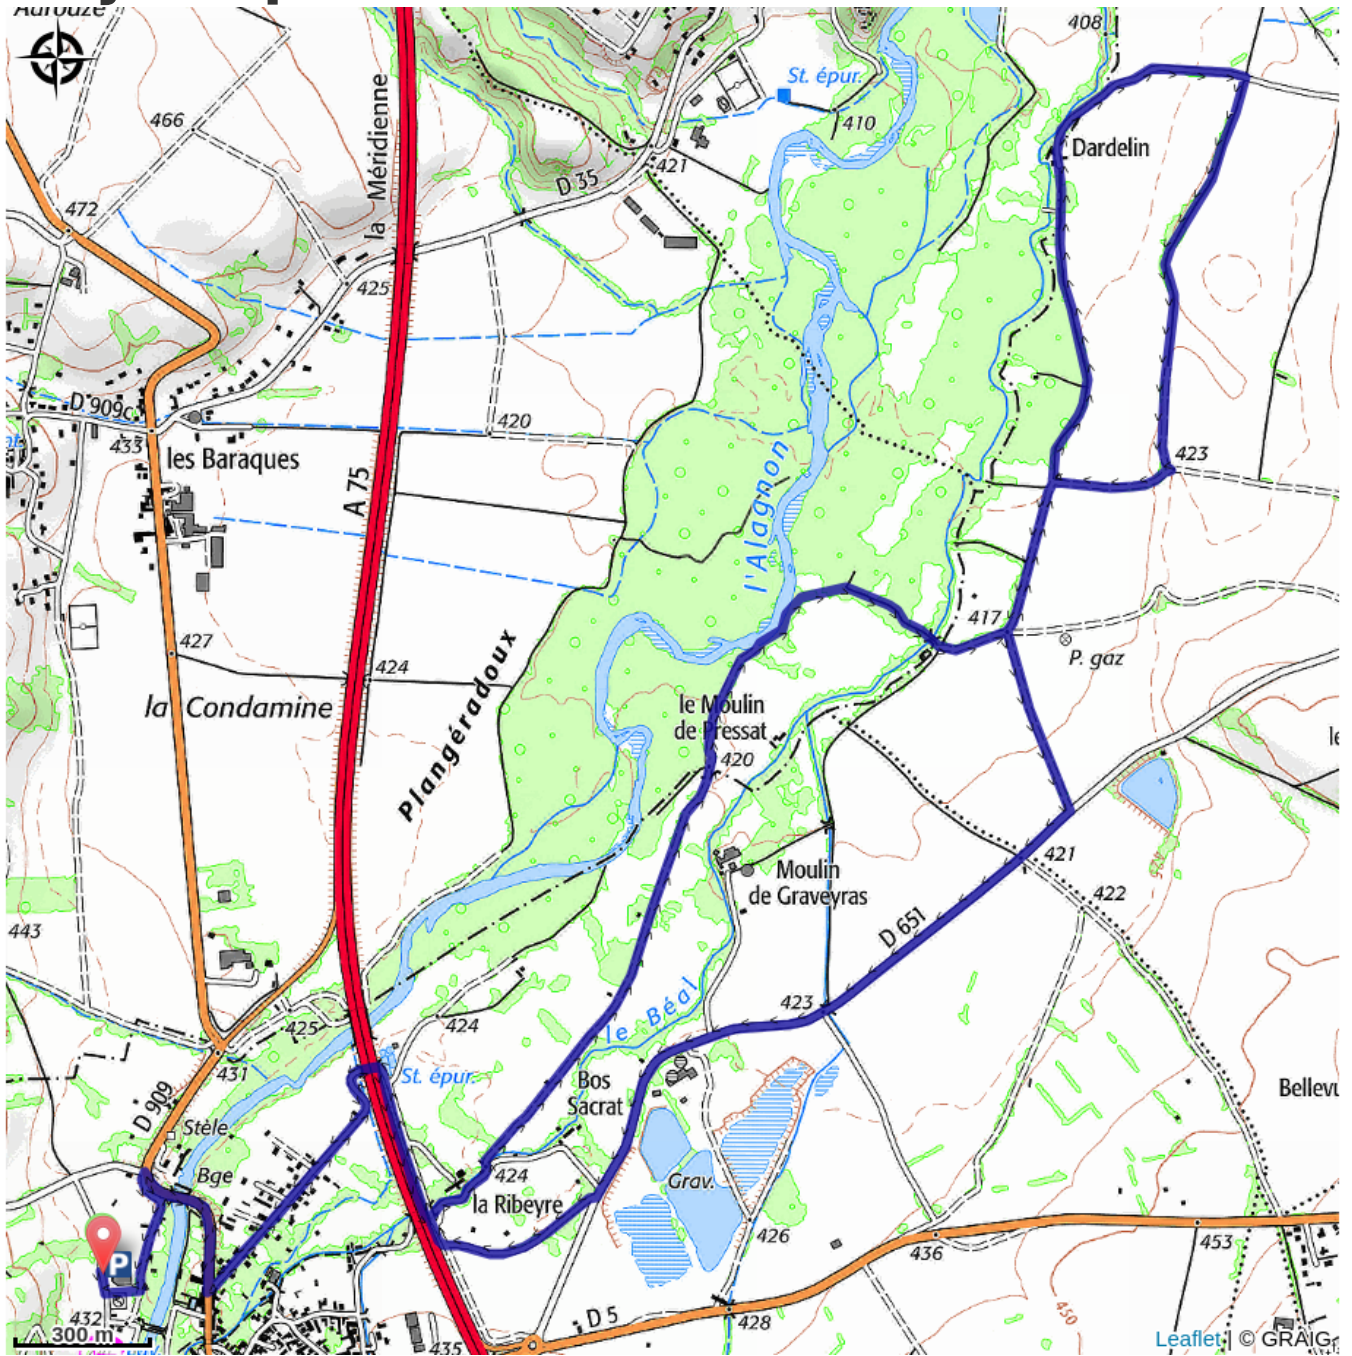 Adrouze
408
St. épur.
466
410
la Méridienne
421
Dardelin
D 35
472
425
D 909c
420
433
les Baraques
423
A 75
l'Alagnon
427
417
424
P. gaz
la Condamine
Plangéradoux
le Moulin
de Pressat
420
421
Moulin
de Graveyras
422
425
443
D 651
423
le Béal
425
424
431
St. épur.
Bos
Sacrat
Bellevu
D 909
Stèle
Bge
424
Grav.
la Ribeyre
426
436
453
P
432
300 m
D 5
428
435
450
Leaflet | © GRAIG